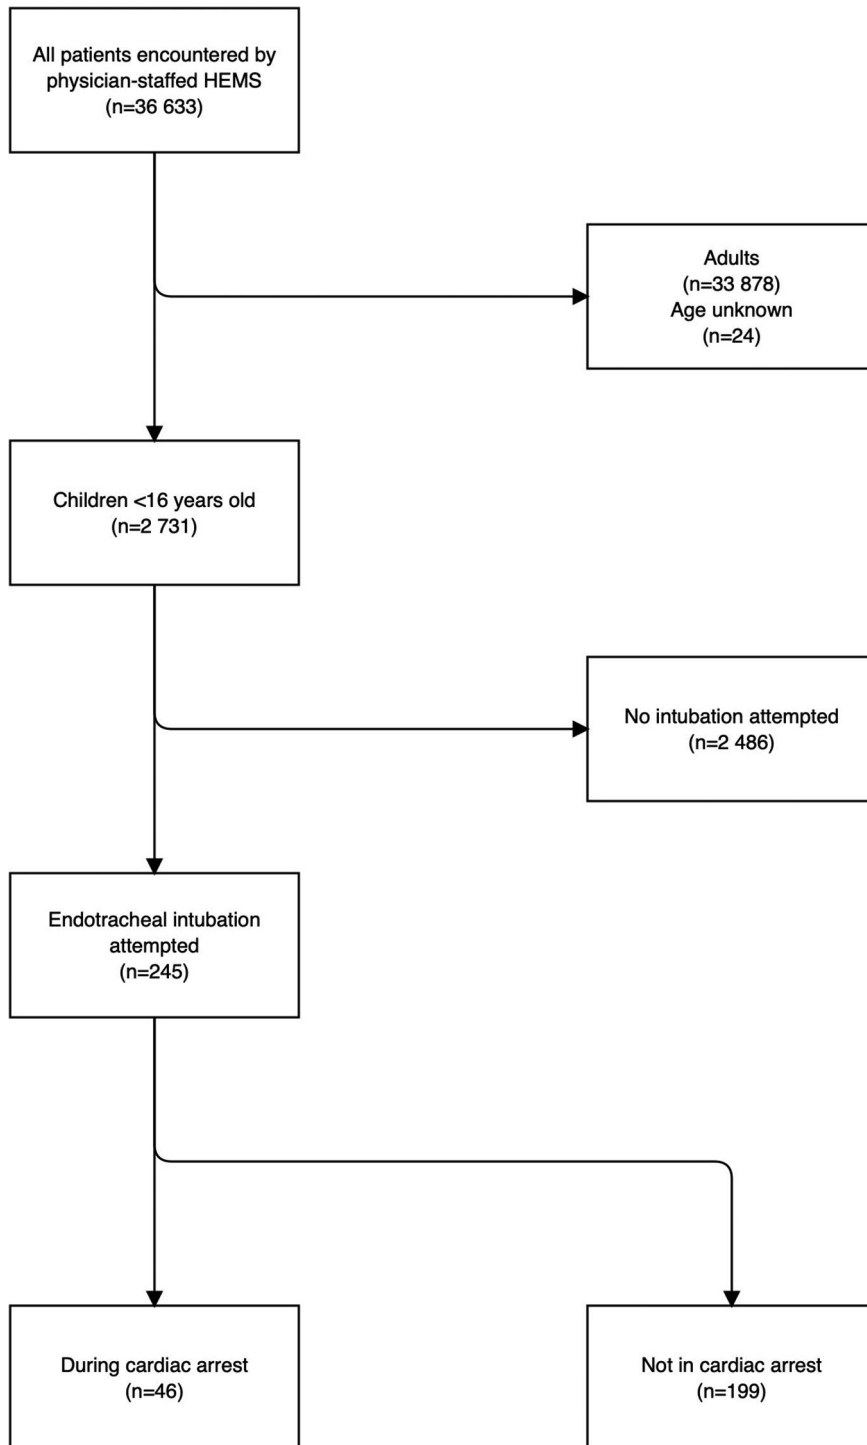 All patients encountered by
physician-staffed HEMS
(n=36 633)
Adults
(n=33 878)
Age unknown
(n=24)
Children <16 years old
(n=2 731)
No intubation attempted
(n=2 486)
Endotracheal intubation
attempted
(n=245)
During cardiac arrest
(n=46)
Not in cardiac arrest
(n=199)